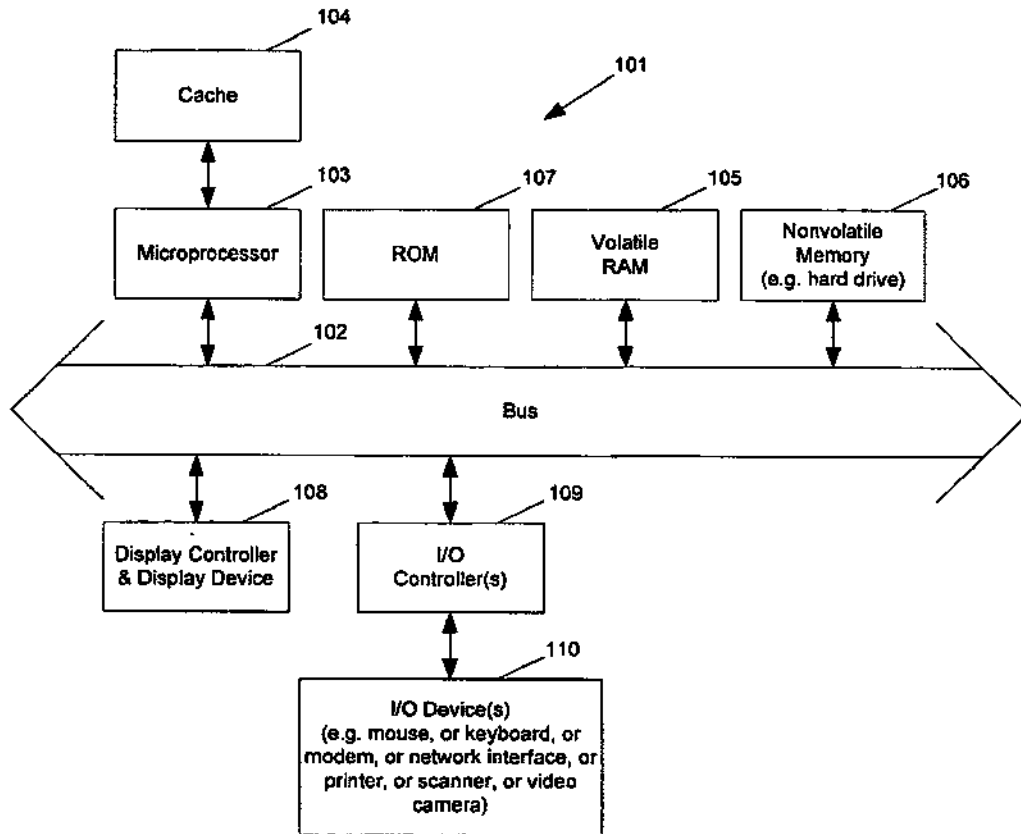 104
Cache
101
103
107
105
106
Microprocessor
ROM
Volatile
RAM
Nonvolatile
Memory
(e.g. hard drive)
102
Bus
108
109
Display Controller
& Display Device
I/O
Controller(s)
110
I/O Device(s)
(e.g. mouse, or keyboard, or
modem, or network interface, or
printer, or scanner, or video
camera)